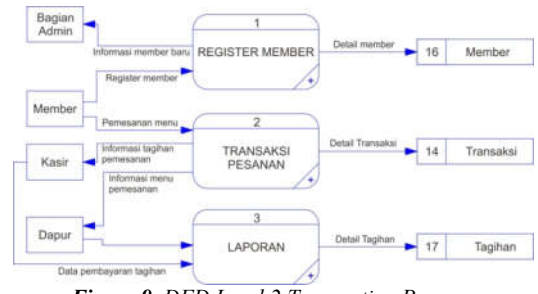 Bagian
Admin
1
REGISTER MEMBER
Informasi member baru
Detail member
16 Member
Register member
Member
Pemesanan menu
2
TRANSAKSI
PESANAN
Detail Transaksi
14 Transaksi
Kasir
Informasi tagihan
pemesanan
Informasi menu
pemesanan
Dapur
3
LAPORAN
Detail Tagihan
17 Tagihan
Data pembayaran tagihan